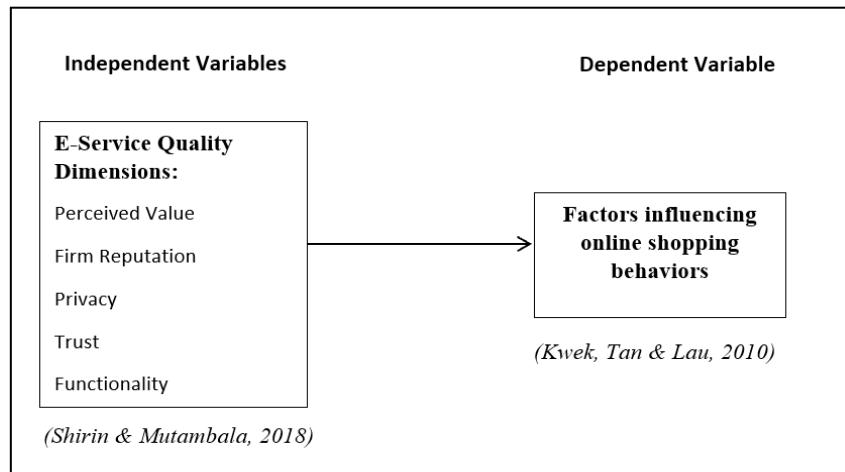 Independent Variables
Dependent Variable
E-Service Quality
Dimensions:
Perceived Value
Firm Reputation
Privacy
Trust
Functionality
(Shirin & Mutambala, 2018)
Factors influencing
online shopping
behaviors
(Kwek, Tan & Lau, 2010)